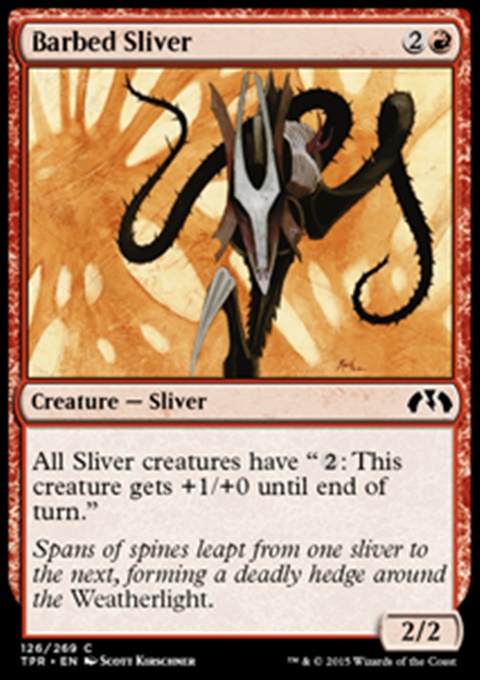 Barbed Sliver 2
Creature — Sliver
All Sliver creatures have “ 2: This
creature gets +1/+0 until end of
turn.”
Spans of spines leapt from one sliver to
the next, forming a deadly hedge around
the Weatherlight.
2/2
126/269 C
TPR • EN Scott Kirschner
™ & © 2015 Wizards of the Coast